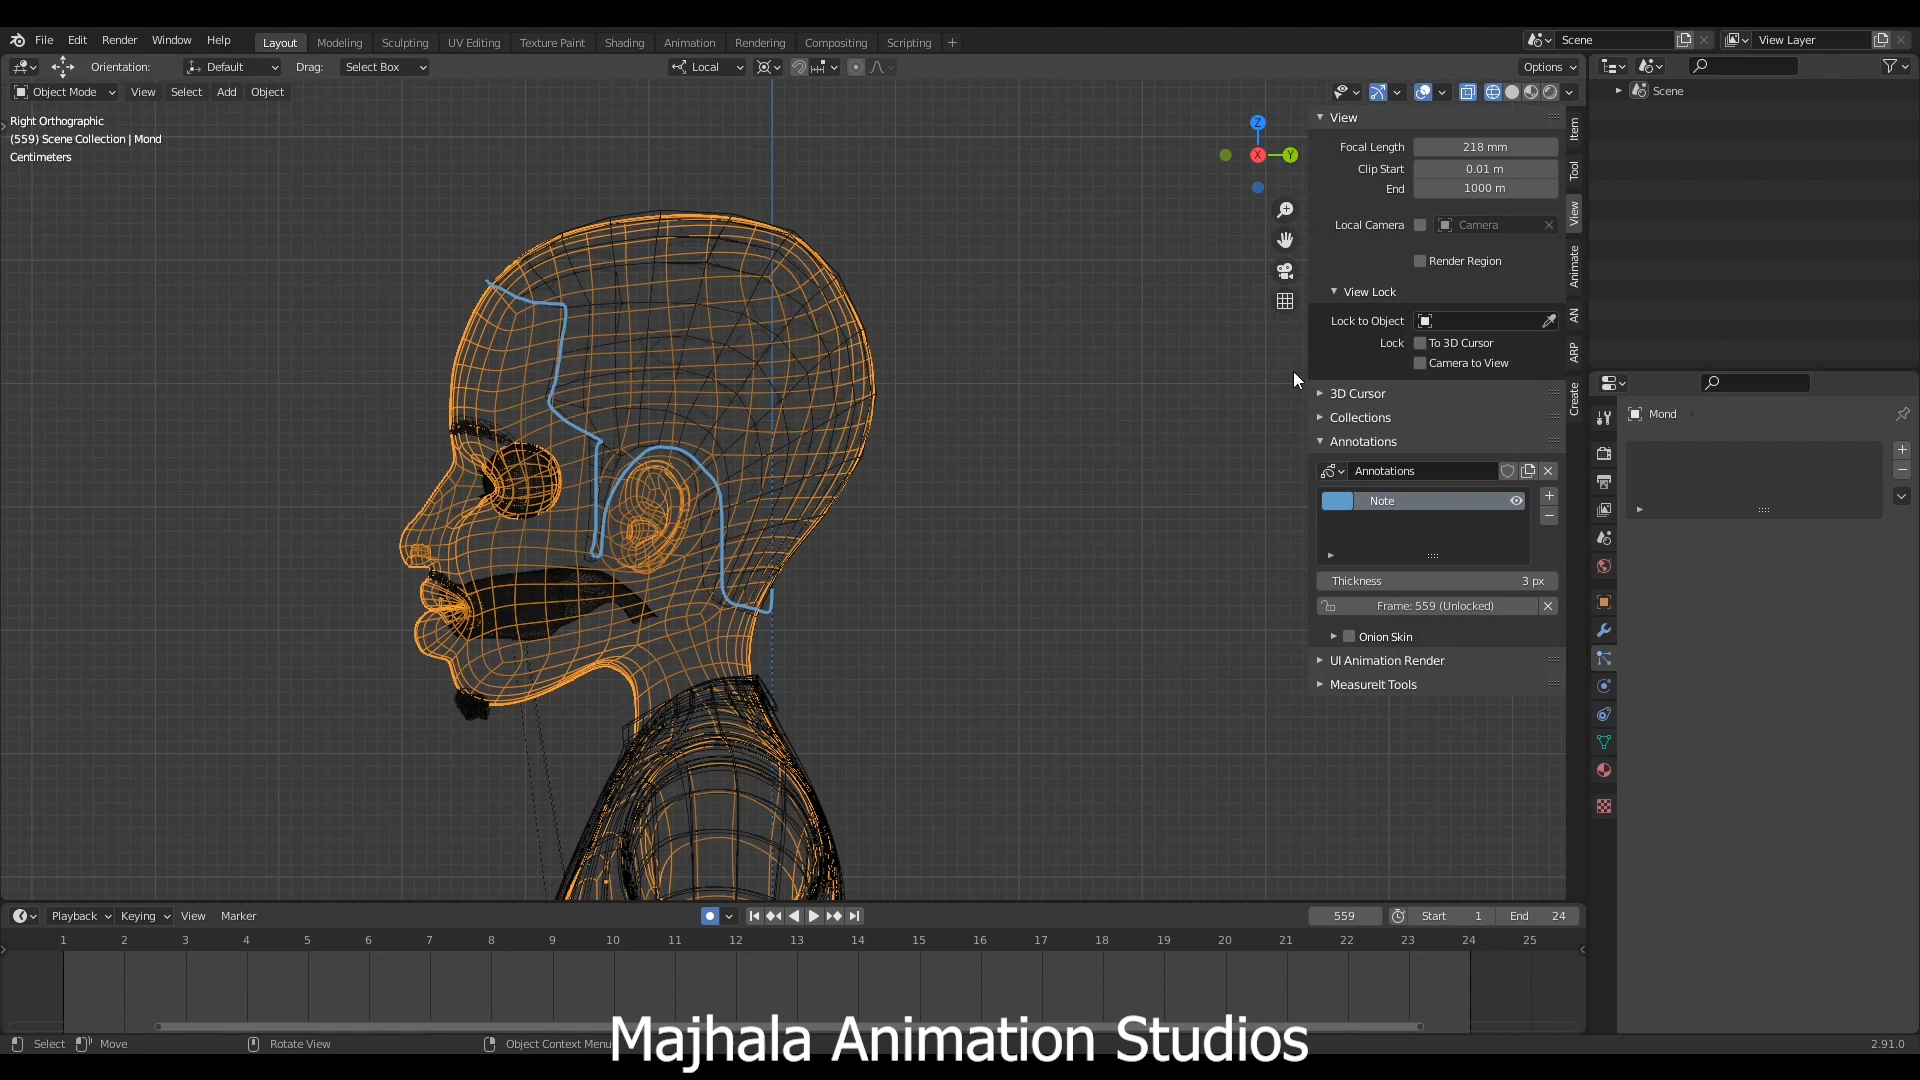 File Edit Render Window Help Layout Modeling Sculpting UV Editing Texture Paint Shading Animation Rendering Compositing Scripting + Scene View Layer
Orientation: Default Drag: Select Box Local Options
Object Mode View Select Add Object Scene
Right Orthographic
(559) Scene Collection | Mond
Centimeters
Z
X Y
View
Focal Length 218 mm
Clip Start 0.01 m
End 1000 m
Local Camera Camera
Render Region
View Lock
Lock to Object
Lock To 3D Cursor
Camera to View
3D Cursor
Collections
Annotations
Annotations
Note
Thickness 3 px
Frame: 559 (Unlocked)
Onion Skin
UI Animation Render
MeasureIt Tools
Item
Tool
View
Animate
AN
ARP
Create
Mond
Playback Keying View Marker 559 Start 1 End 24
1 2 3 4 5 6 7 8 9 10 11 12 13 14 15 16 17 18 19 20 21 22 23 24 25
Select Move Rotate View Object Context Menu 2.91.0
Majhala Animation Studios